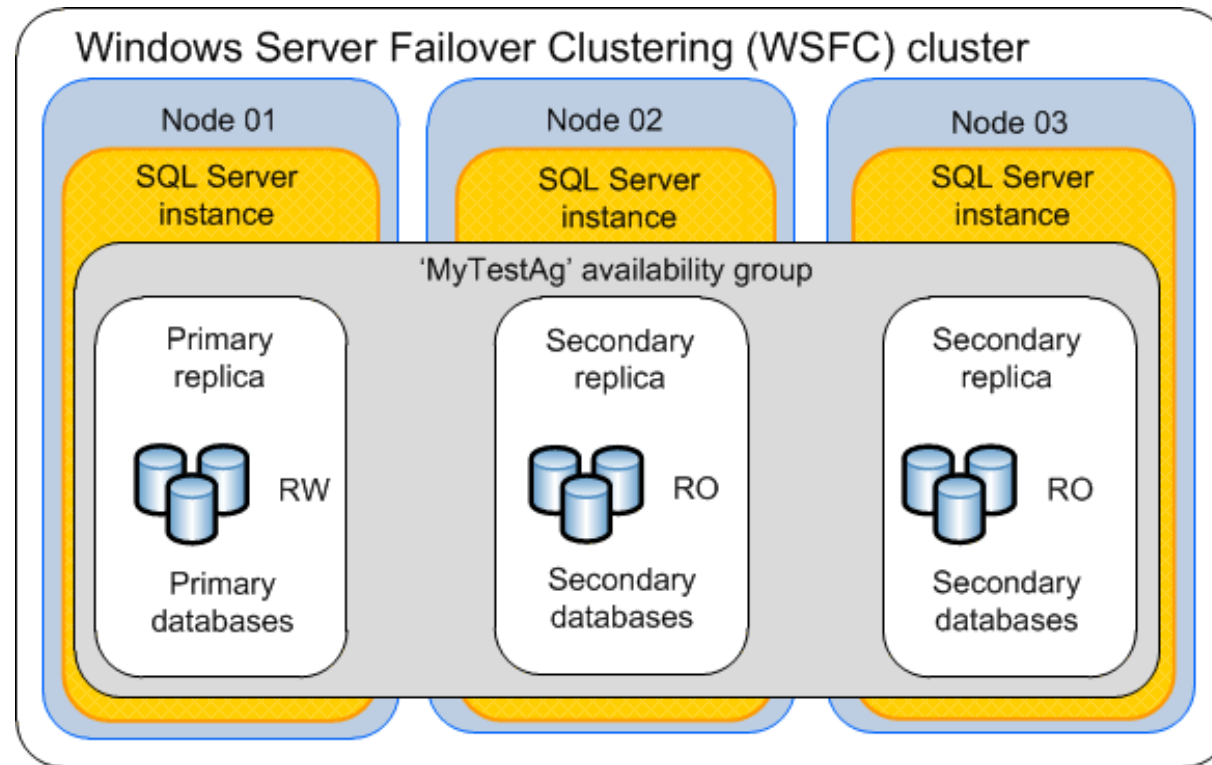 Windows Server Failover Clustering (WSFC) cluster
Node 01
SQL Server
instance
Node 02
SQL Server
instance
Node 03
SQL Server
instance
‘MyTestAg’ availability group
Primary
replica
RW
Primary
databases
Secondary
replica
RO
Secondary
databases
Secondary
replica
RO
Secondary
databases